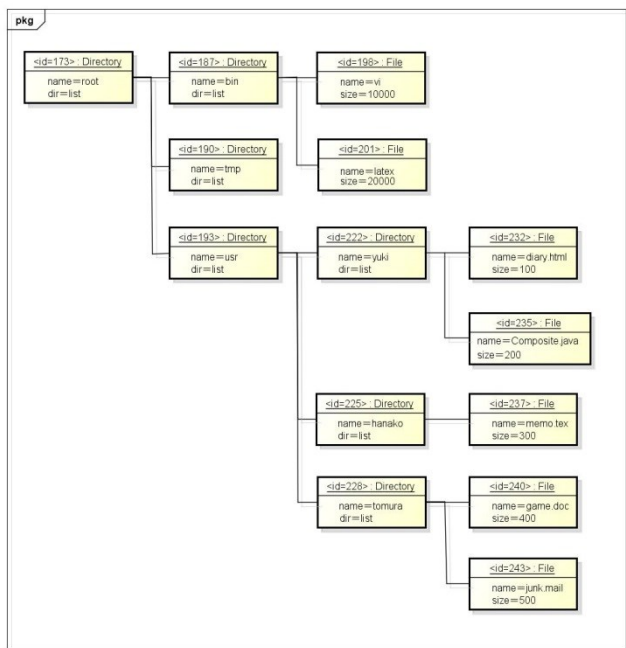 pkg
<id=173> : Directory
name=root
dir=list
<id=187> : Directory
name=bin
dir=list
<id=198> : File
name=vi
size=10000
<id=190> : Directory
name=tmp
dir=list
<id=201> : File
name=latex
size=20000
<id=193> : Directory
name=usr
dir=list
<id=222> : Directory
name=yuki
dir=list
<id=232> : File
name=diary.html
size=100
<id=235> : File
name=Composite.java
size=200
<id=225> : Directory
name=hanako
dir=list
<id=237> : File
name=memo.tex
size=300
<id=228> : Directory
name=tomura
dir=list
<id=240> : File
name=game.doc
size=400
<id=243> : File
name=junk.mail
size=500